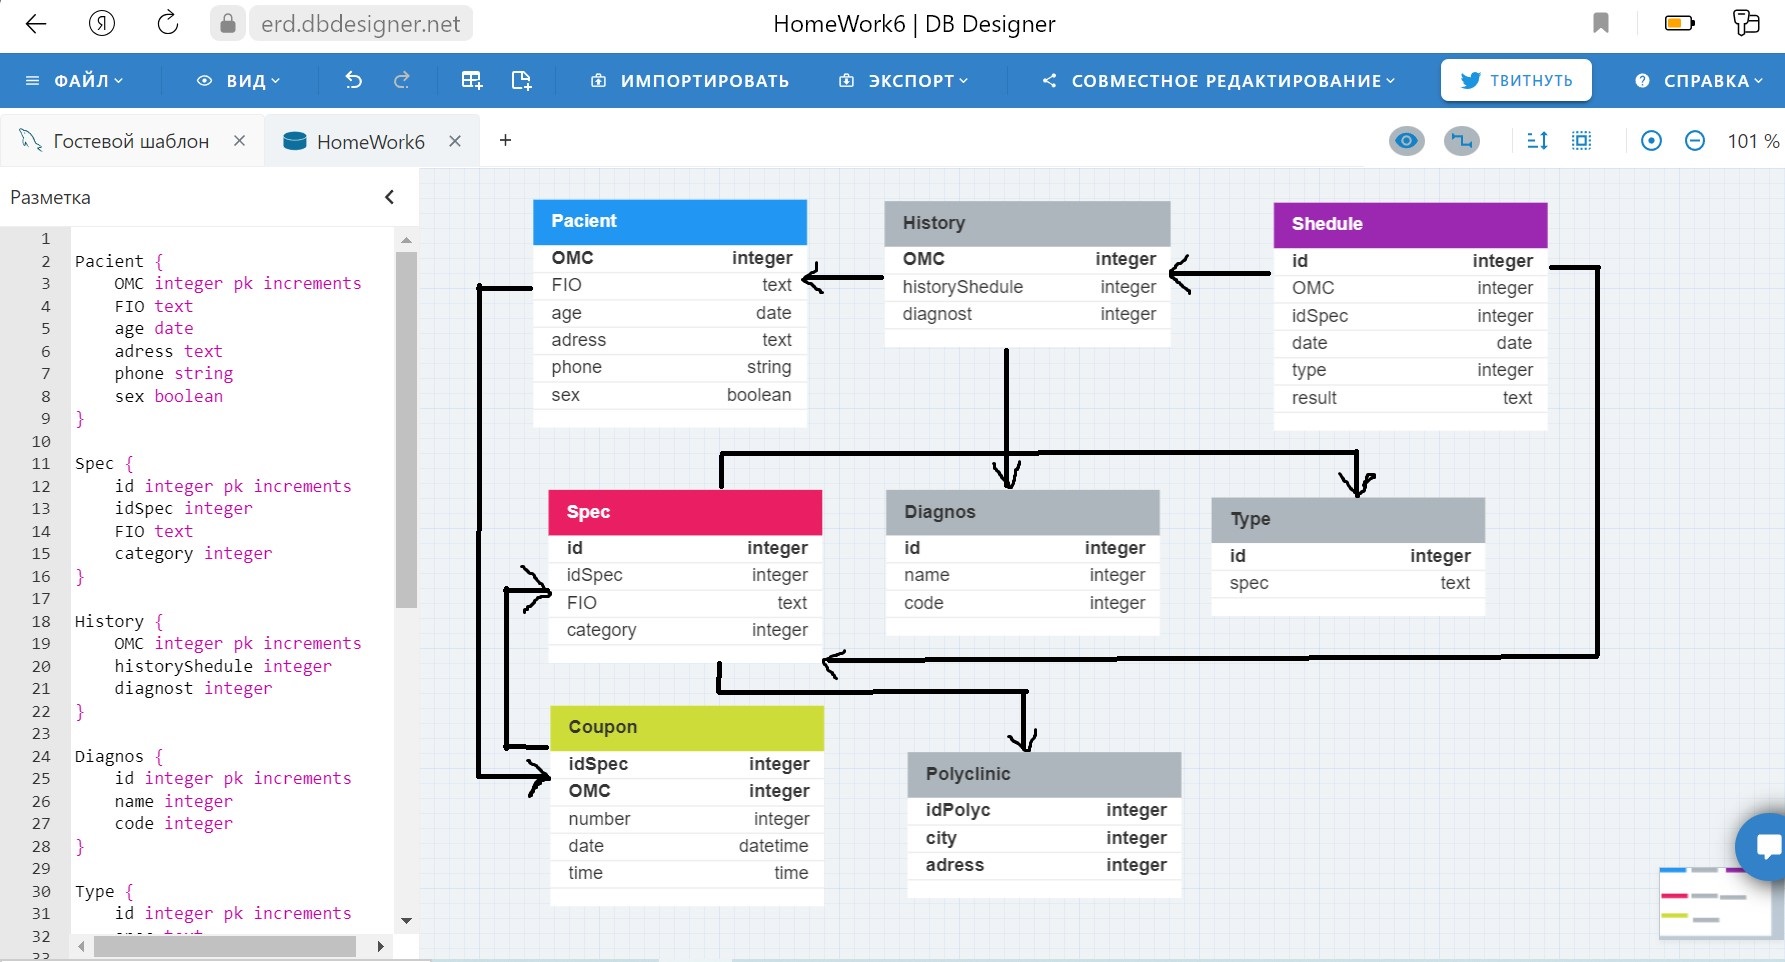 Я
erd.dbdesigner.net
HomeWork6 | DB Designer
ФАЙЛ
ВИД
ИМПОРТИРОВАТЬ
ЭКСПОРТ
СОВМЕСТНОЕ РЕДАКТИРОВАНИЕ
ТВИТНУТЬ
СПРАВКА
Гостевой шаблон
HomeWork6
101 %
Разметка
1
2 Pacient {
3 OMC integer pk increments
4 FIO text
5 age date
6 adress text
7 phone string
8 sex boolean
9 }
10
11 Spec {
12 id integer pk increments
13 idSpec integer
14 FIO text
15 category integer
16 }
17
18 History {
19 OMC integer pk increments
20 historyShedule integer
21 diagnost integer
22 }
23
24 Diagnos {
25 id integer pk increments
26 name integer
27 code integer
28 }
29
30 Type {
31 id integer pk increments
32
Pacient
OMC integer
FIO text
age date
adress text
phone string
sex boolean
History
OMC integer
historyShedule integer
diagnost integer
Shedule
id integer
OMC integer
idSpec integer
date date
type integer
result text
Spec
id integer
idSpec integer
FIO text
category integer
Diagnos
id integer
name integer
code integer
Type
id integer
spec text
Coupon
idSpec integer
OMC integer
number integer
date datetime
time time
Polyclinic
idPolyc integer
city integer
adress integer